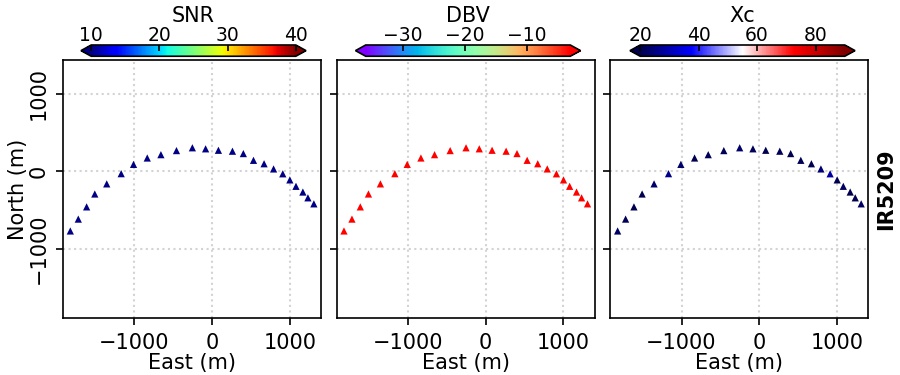 SNR DBV Xc
10 20 30 40 −30 −20 −10 20 40 60 80
1000
0
−1000
North (m)
IR5209
−1000 0 1000 −1000 0 1000 −1000 0 1000
East (m) East (m) East (m)